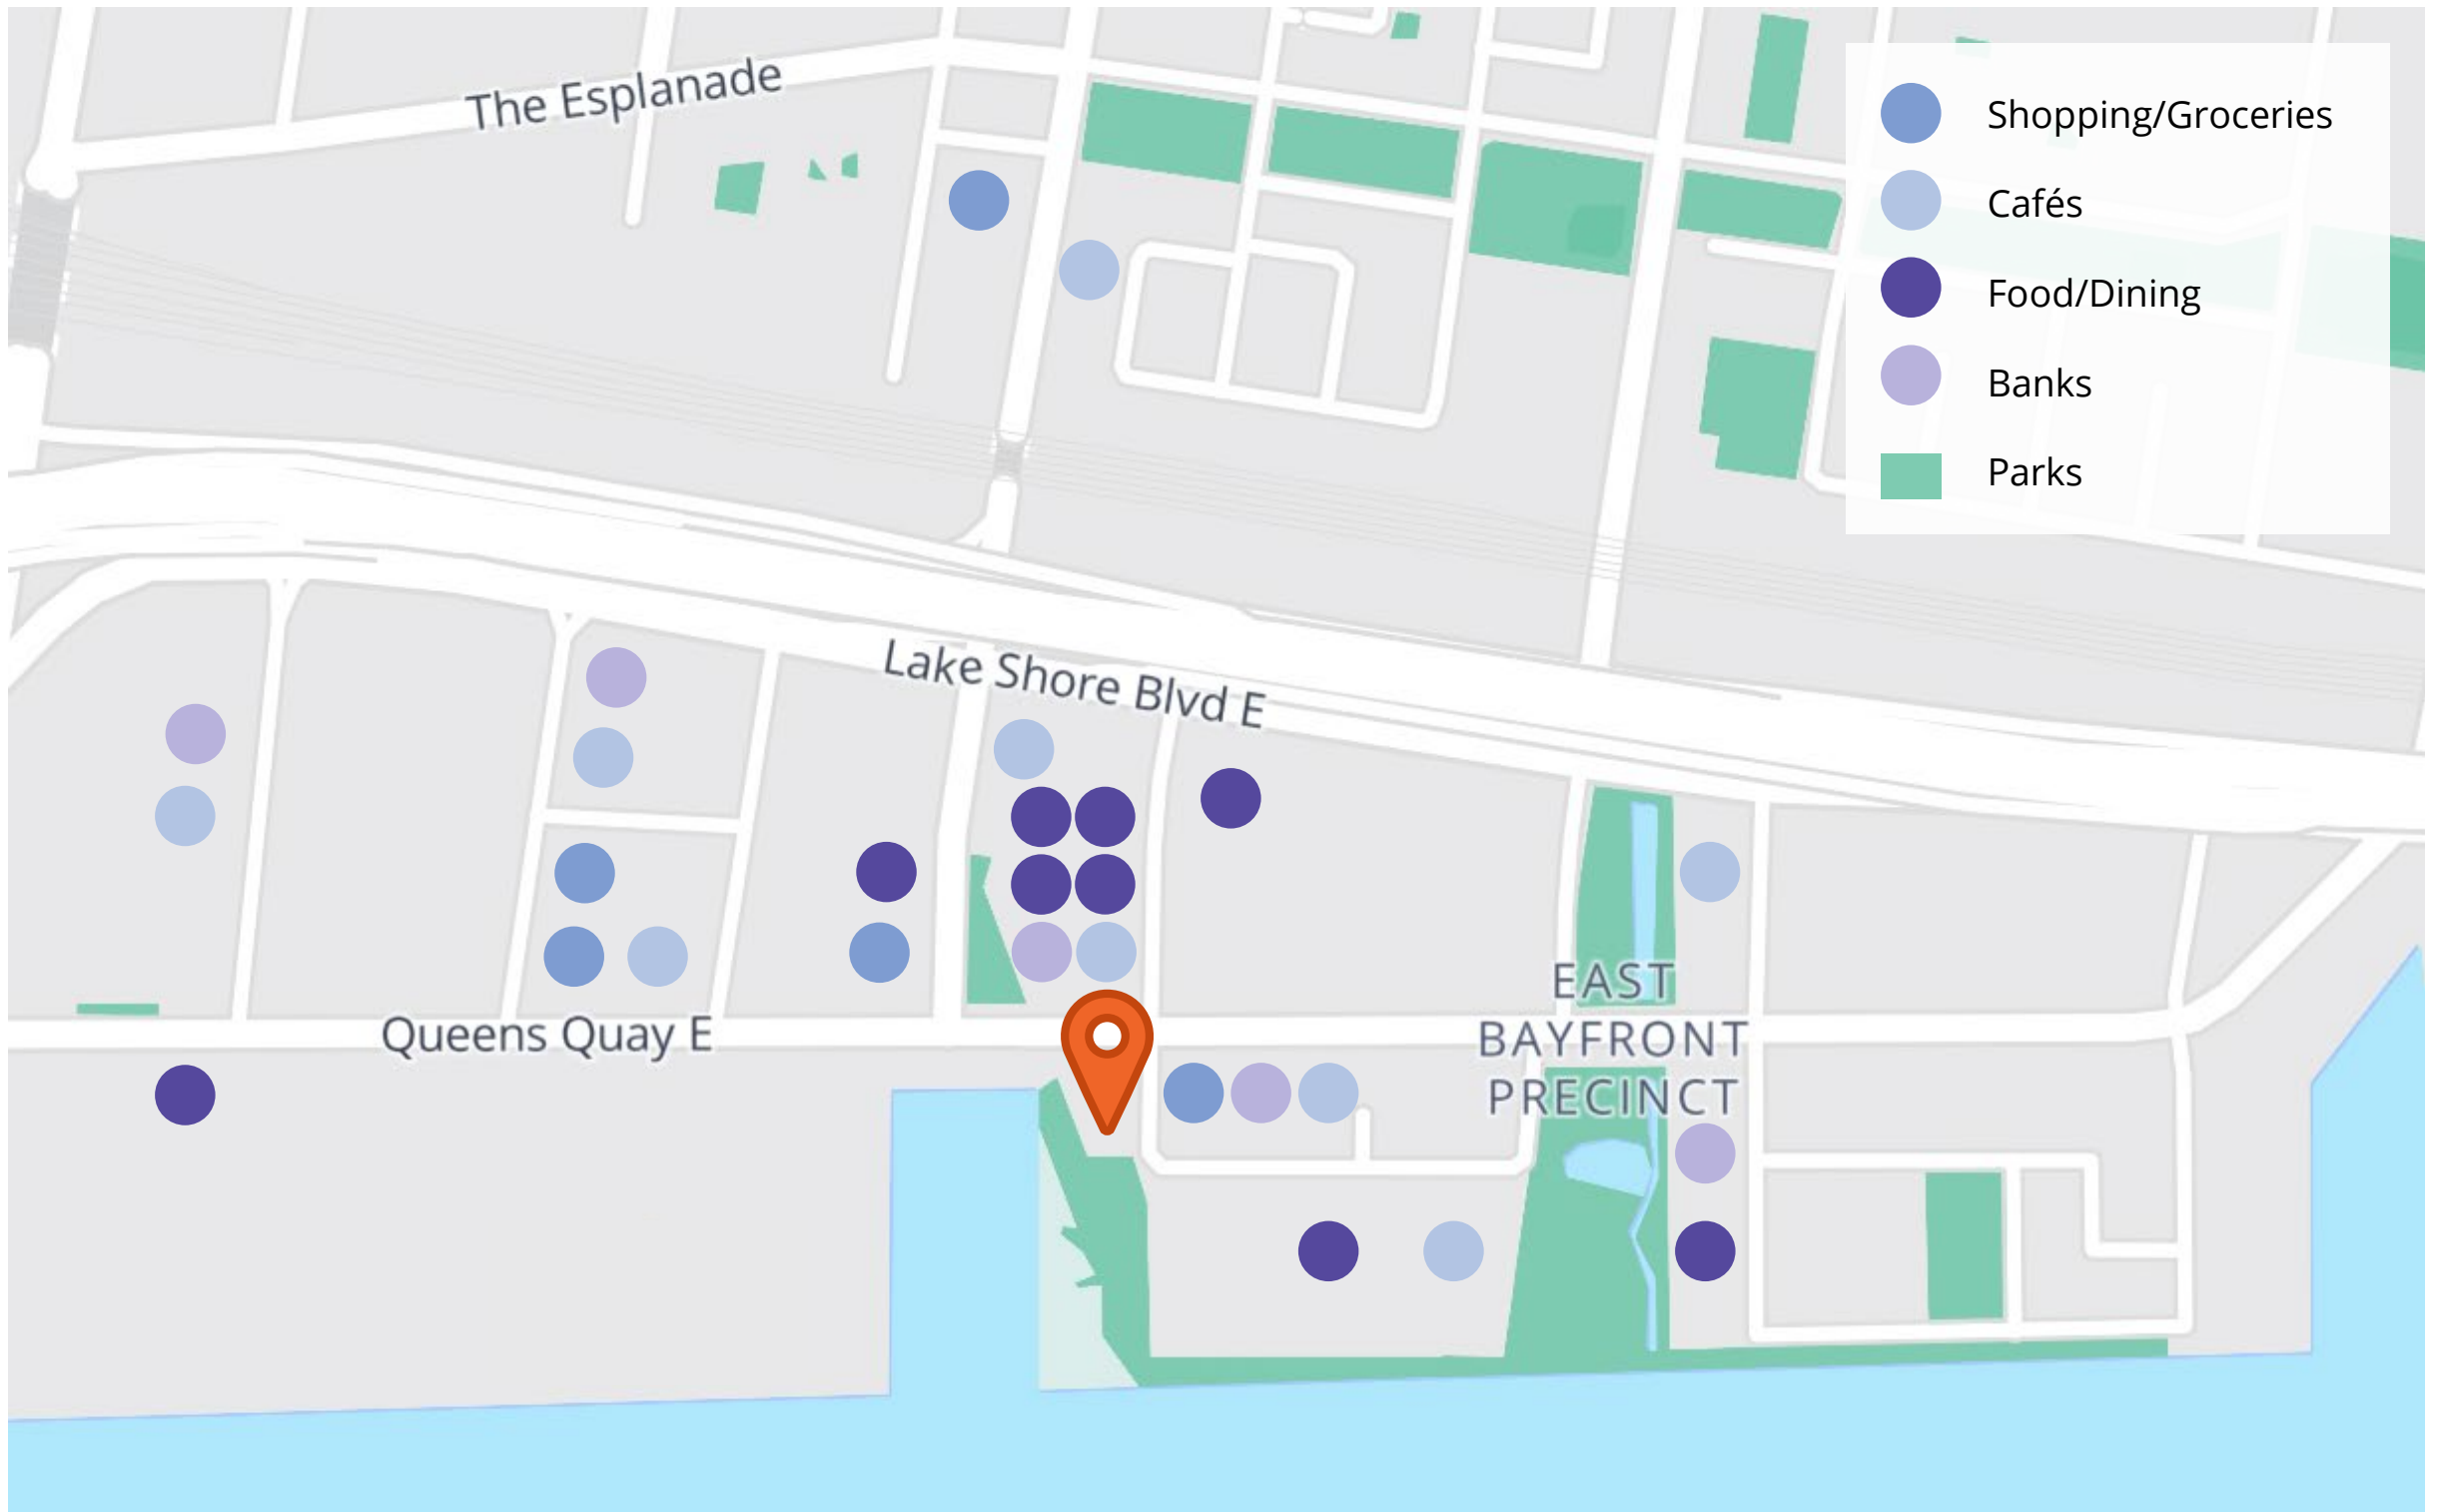 The Esplanade
Shopping/Groceries
Cafés
Food/Dining
Banks
Parks
Lake Shore Blvd E
Queens Quay E
EAST
BAYFRONT
PRECINCT